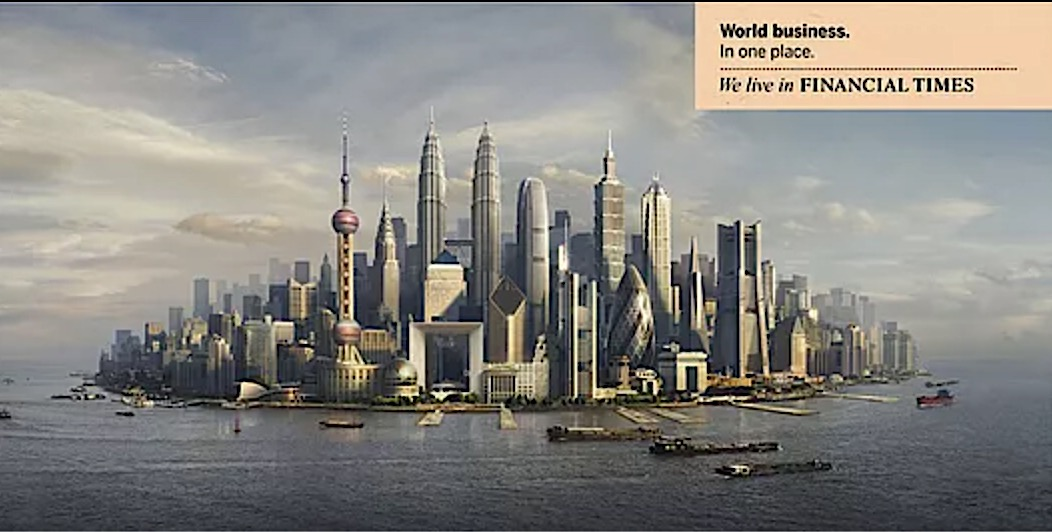 World business.
In one place.
We live in FINANCIAL TIMES